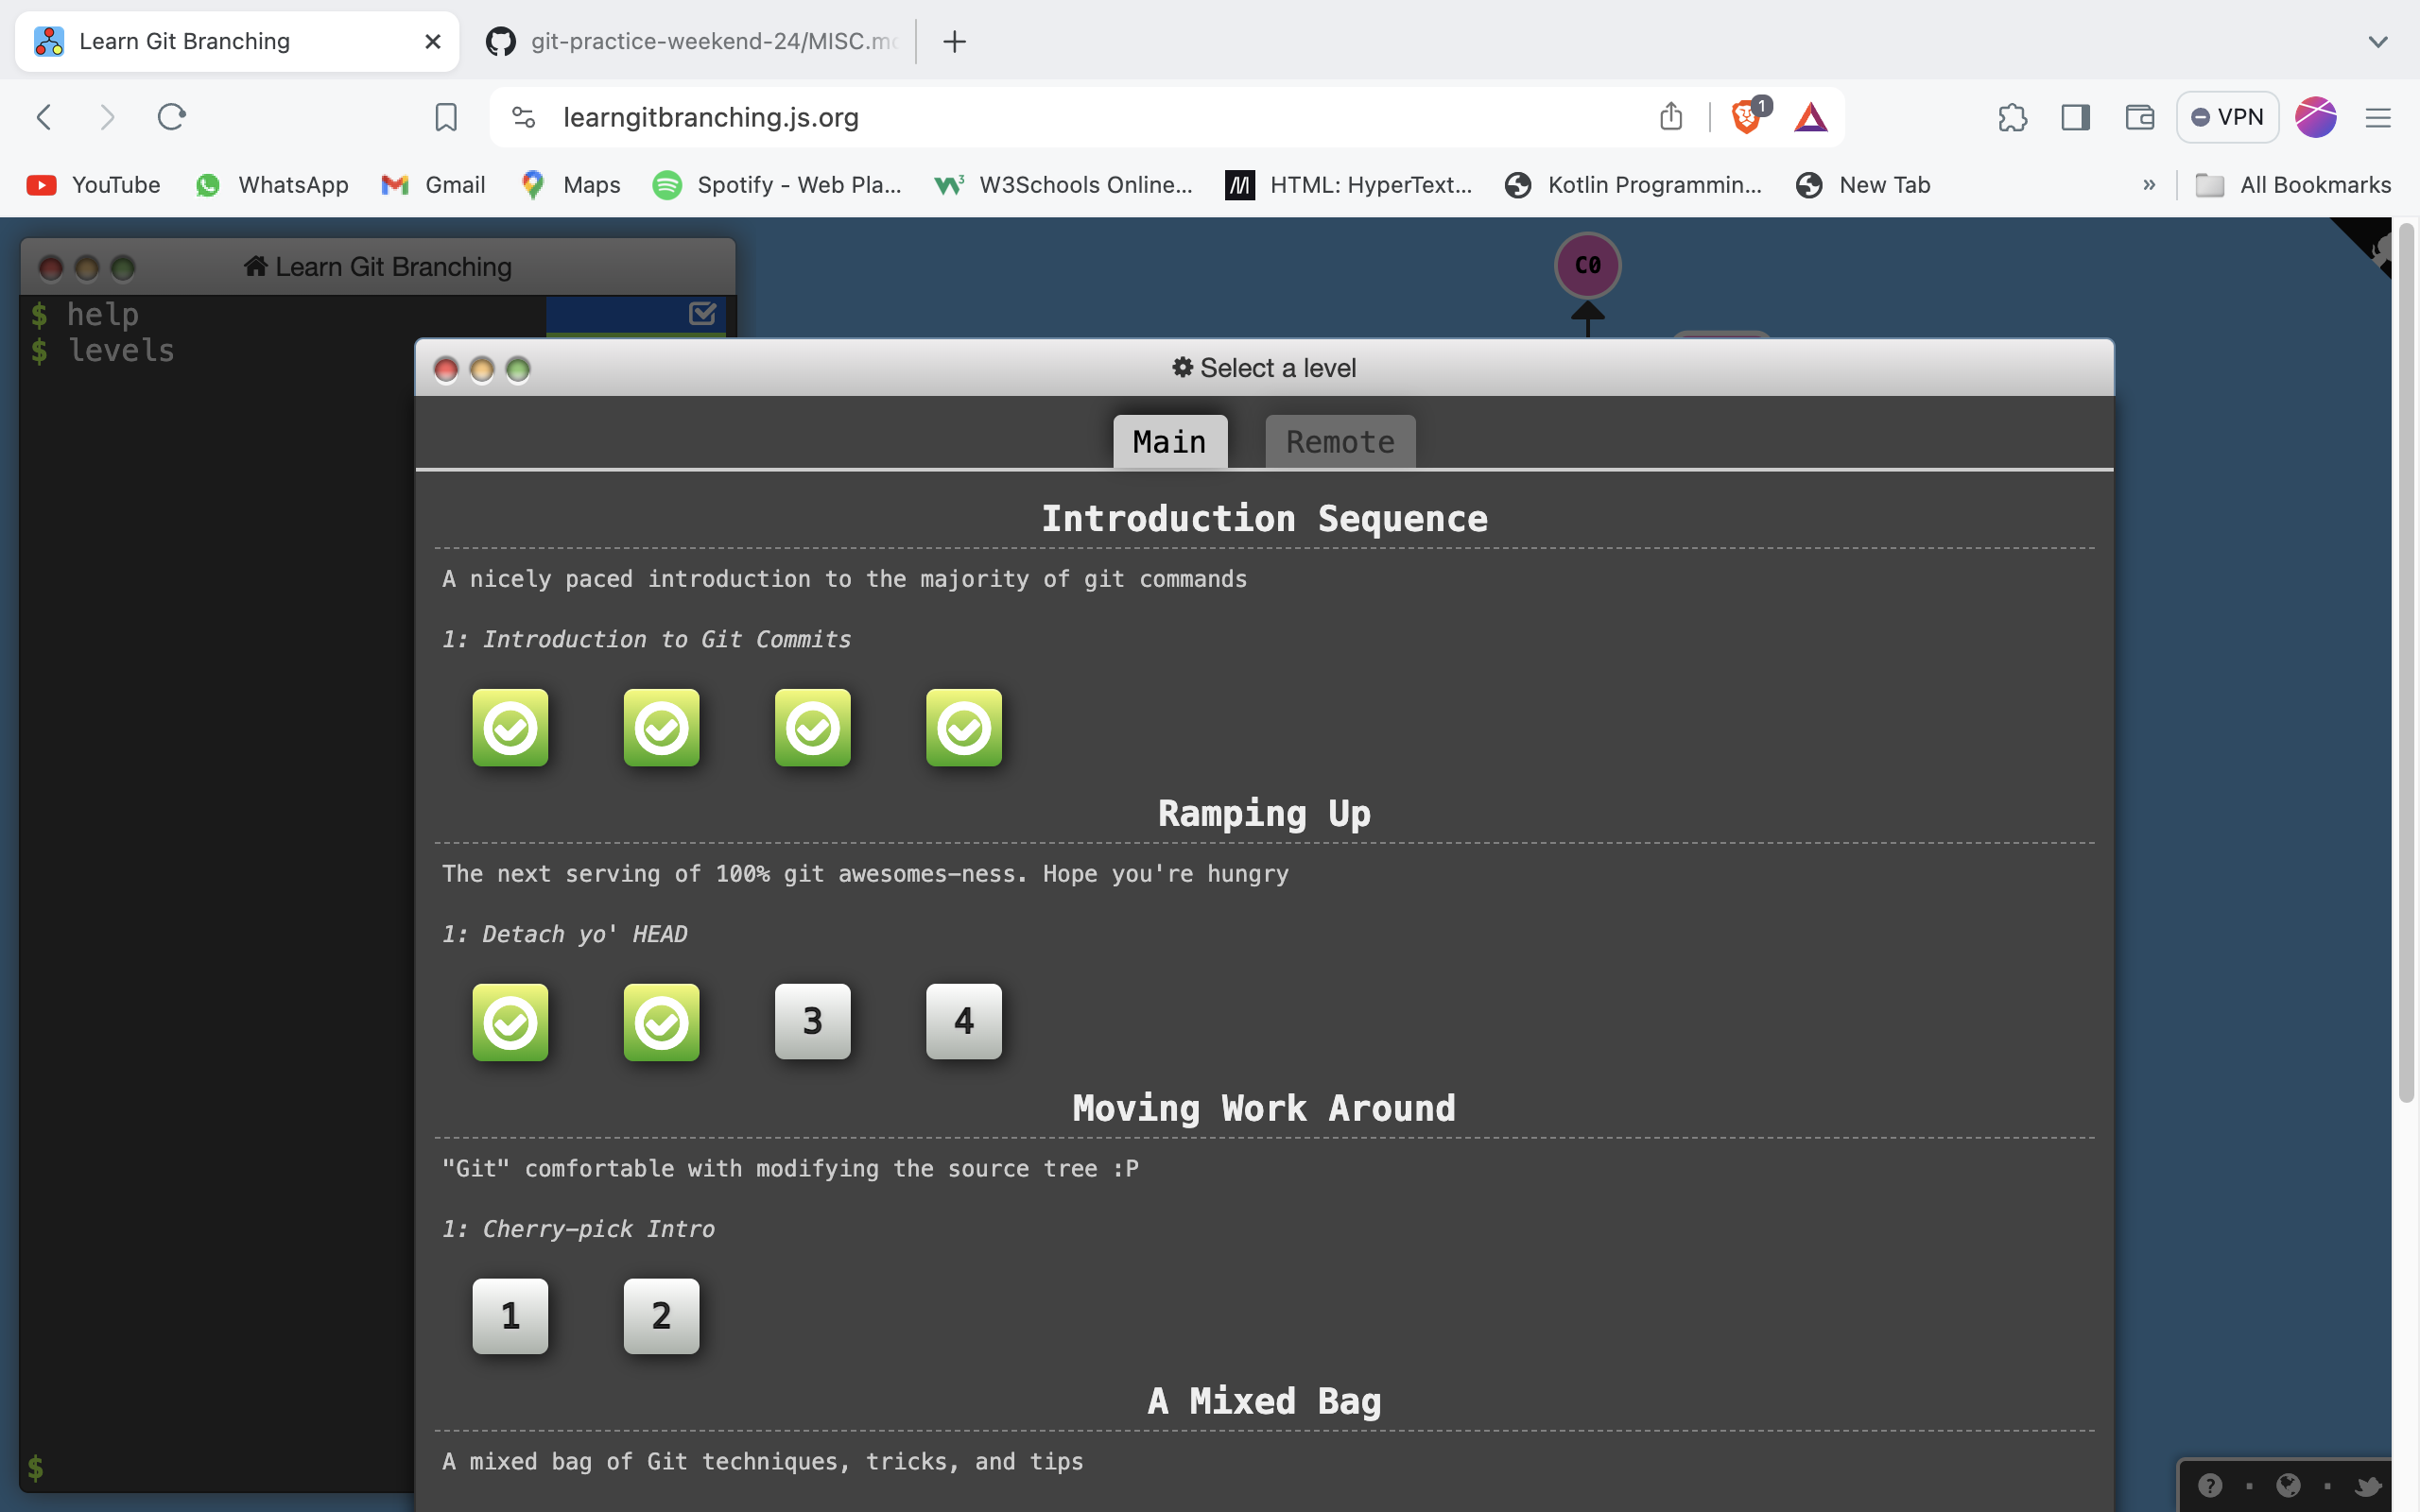 Learn Git Branching
git-practice-weekend-24/MISC.m
learngitbranching.js.org
1
VPN
YouTube
WhatsApp
Gmail
Maps
Spotify - Web Pla...
W3Schools Online...
HTML: HyperText...
Kotlin Programmin...
New Tab
»
All Bookmarks
Learn Git Branching
$ help
$ levels
$
C0
Select a level
Main
Remote
Introduction Sequence
A nicely paced introduction to the majority of git commands
1: Introduction to Git Commits
Ramping Up
The next serving of 100% git awesomes-ness. Hope you're hungry
1: Detach yo' HEAD
3
4
Moving Work Around
"Git" comfortable with modifying the source tree :P
1: Cherry-pick Intro
1
2
A Mixed Bag
A mixed bag of Git techniques, tricks, and tips
?